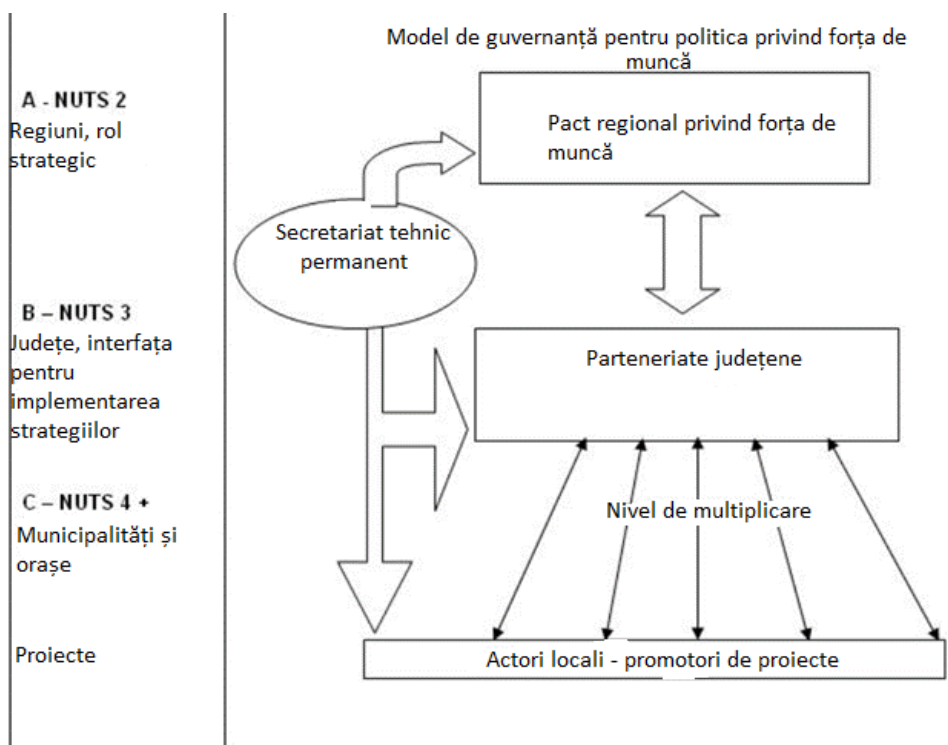 Model de guvernanță pentru politica privind forța de
muncă
A - NUTS 2
Regiuni, rol
strategic
Pact regional privind forța de
muncă
Secretariat tehnic
permanent
B – NUTS 3
Județe, interfața
pentru
implementarea
strategiilor
Parteneriate județene
C – NUTS 4 +
Municipalități și
orașe
Nivel de multiplicare
Proiecte
Actori locali - promotori de proiecte